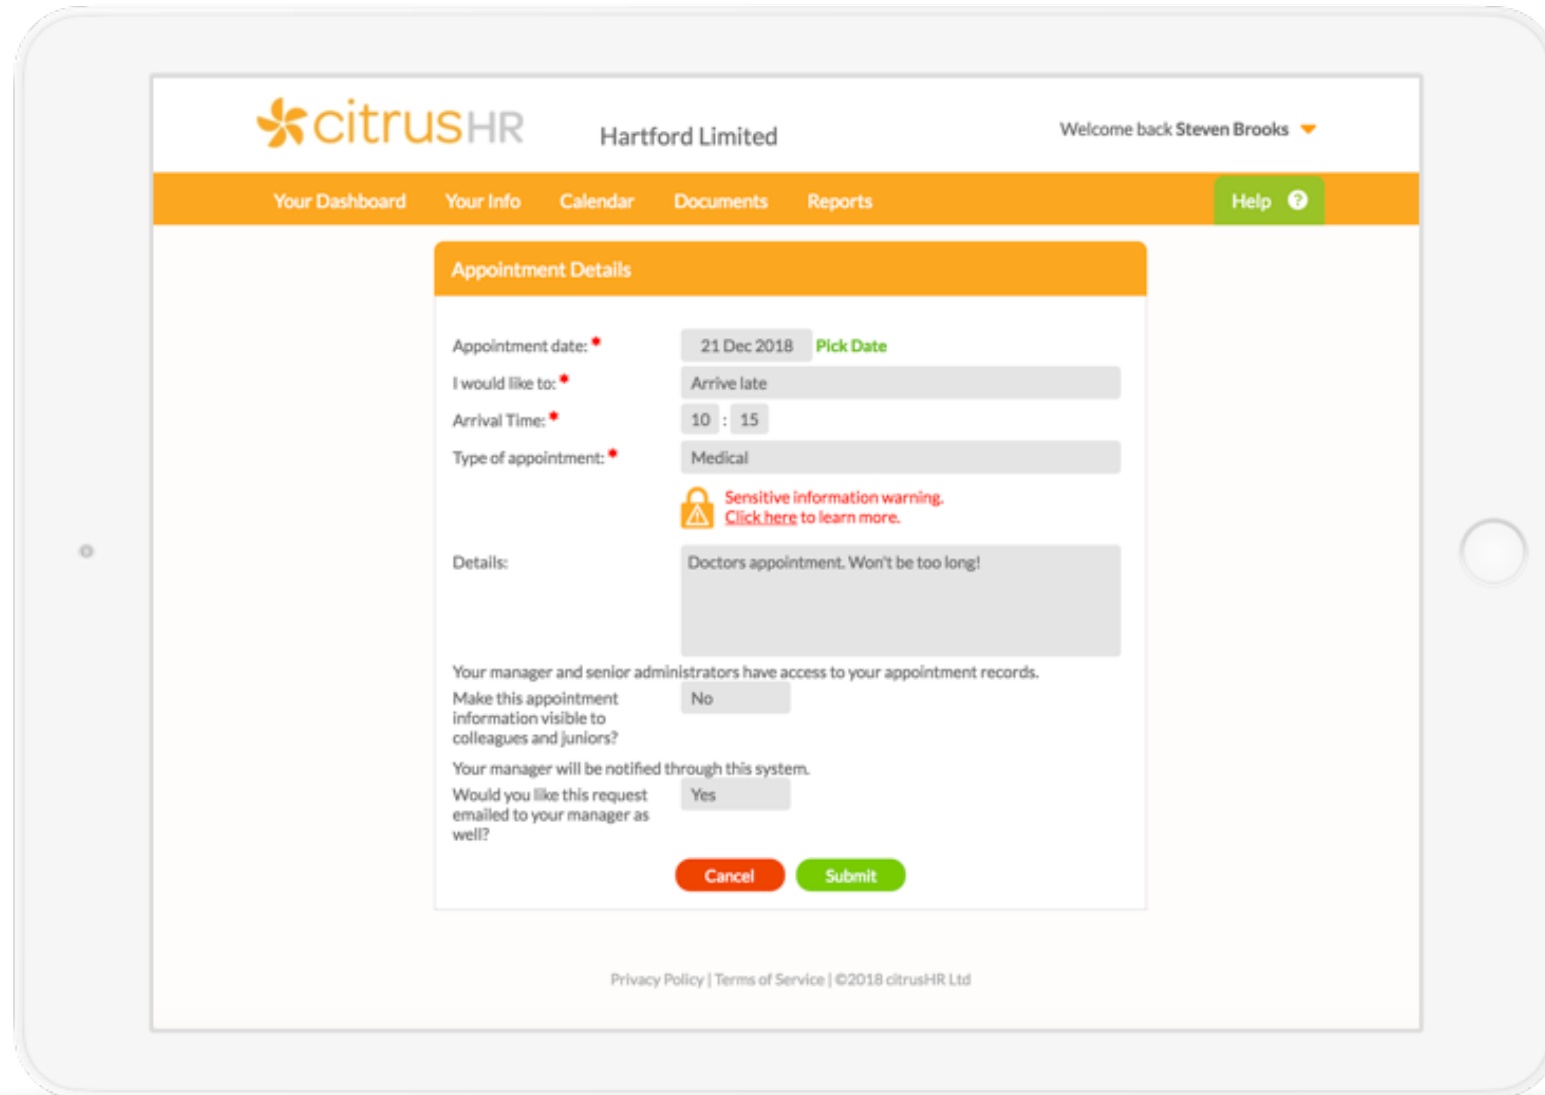 citrusHR
Hartford Limited
Welcome back Steven Brooks
Your Dashboard Your Info Calendar Documents Reports Help ?
Appointment Details
Appointment date: * 21 Dec 2018 Pick Date
I would like to: * Arrive late
Arrival Time: * 10 : 15
Type of appointment: * Medical
Sensitive information warning.
Click here to learn more.
Details: Doctors appointment. Won't be too long!
Your manager and senior administrators have access to your appointment records.
Make this appointment No
information visible to
colleagues and juniors?
Your manager will be notified through this system.
Would you like this request Yes
emailed to your manager as
well?
Cancel Submit
Privacy Policy | Terms of Service | ©2018 citrusHR Ltd